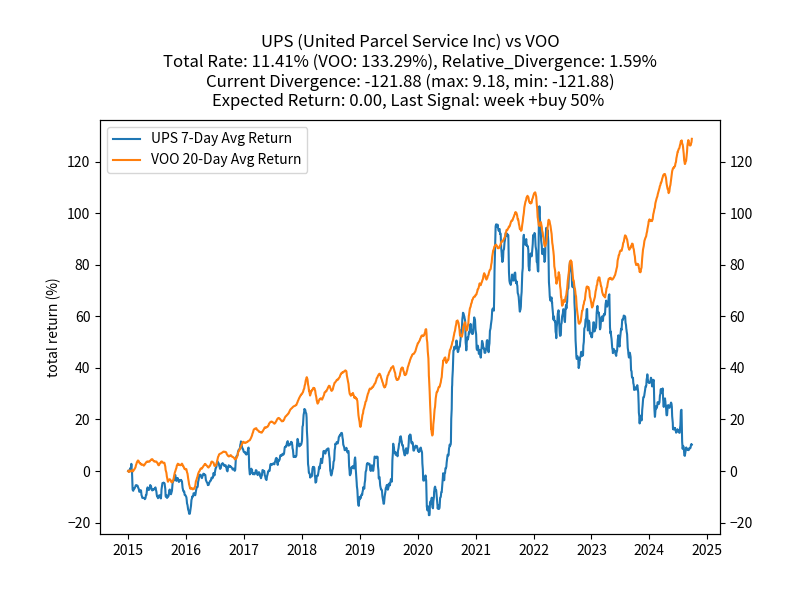 UPS (United Parcel Service Inc) vs VOO
Total Rate: 11.41% (VOO: 133.29%), Relative_Divergence: 1.59%
Current Divergence: -121.88 (max: 9.18, min: -121.88)
Expected Return: 0.00, Last Signal: week +buy 50%
UPS 7-Day Avg Return
VOO 20-Day Avg Return
total return (%)
120
100
80
60
40
20
0
−20
120
100
80
60
40
20
0
−20
2015 2016 2017 2018 2019 2020 2021 2022 2023 2024 2025